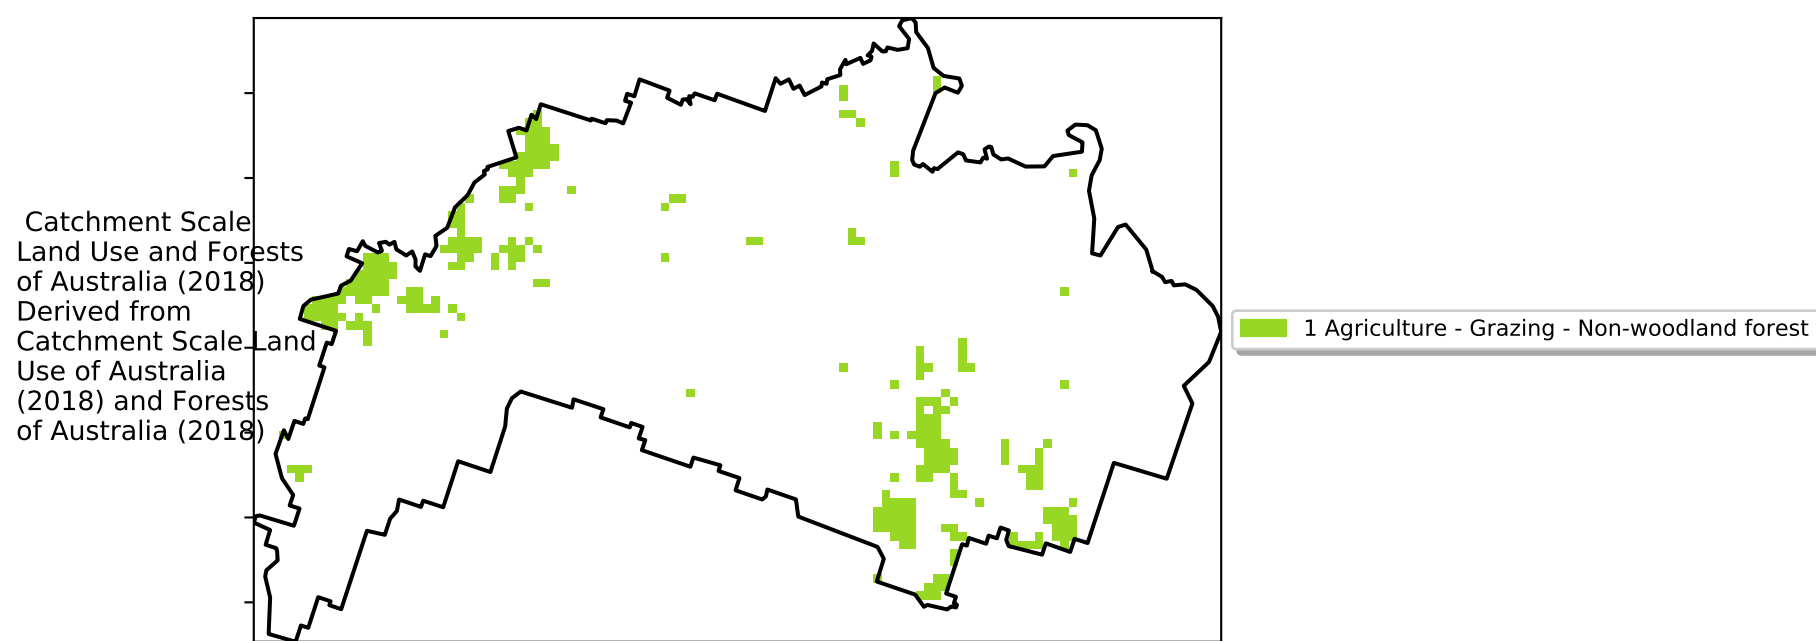 Catchment Scale
Land Use and Forests
of Australia (2018)
Derived from
Catchment Scale Land
Use of Australia
(2018) and Forests
of Australia (2018)
1 Agriculture - Grazing - Non-woodland forest